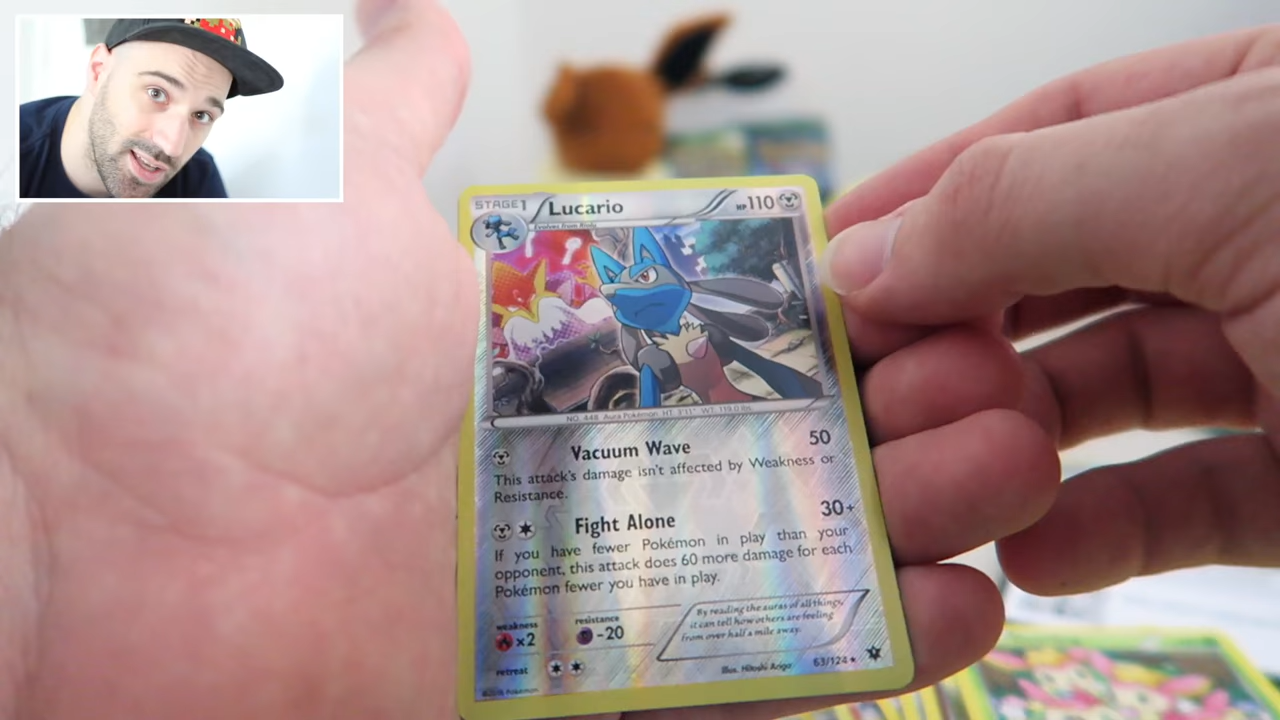 STAGE1 Lucario HP110
Evolves from Riolu
NO. 448 Aura Pokémon HT: 3'11" WT: 119.0 lbs.
Vacuum Wave 50
This attack's damage isn't affected by Weakness or
Resistance.
Fight Alone 30+
If you have fewer Pokémon in play than your
opponent, this attack does 60 more damage for each
Pokémon fewer you have in play.
weakness resistance
×2 -20
By reading the auras of all things,
it can tell how others are feeling
from over half a mile away.
retreat
Illus. Hitoshi Ariga 63/124★
©2016 Pokémon